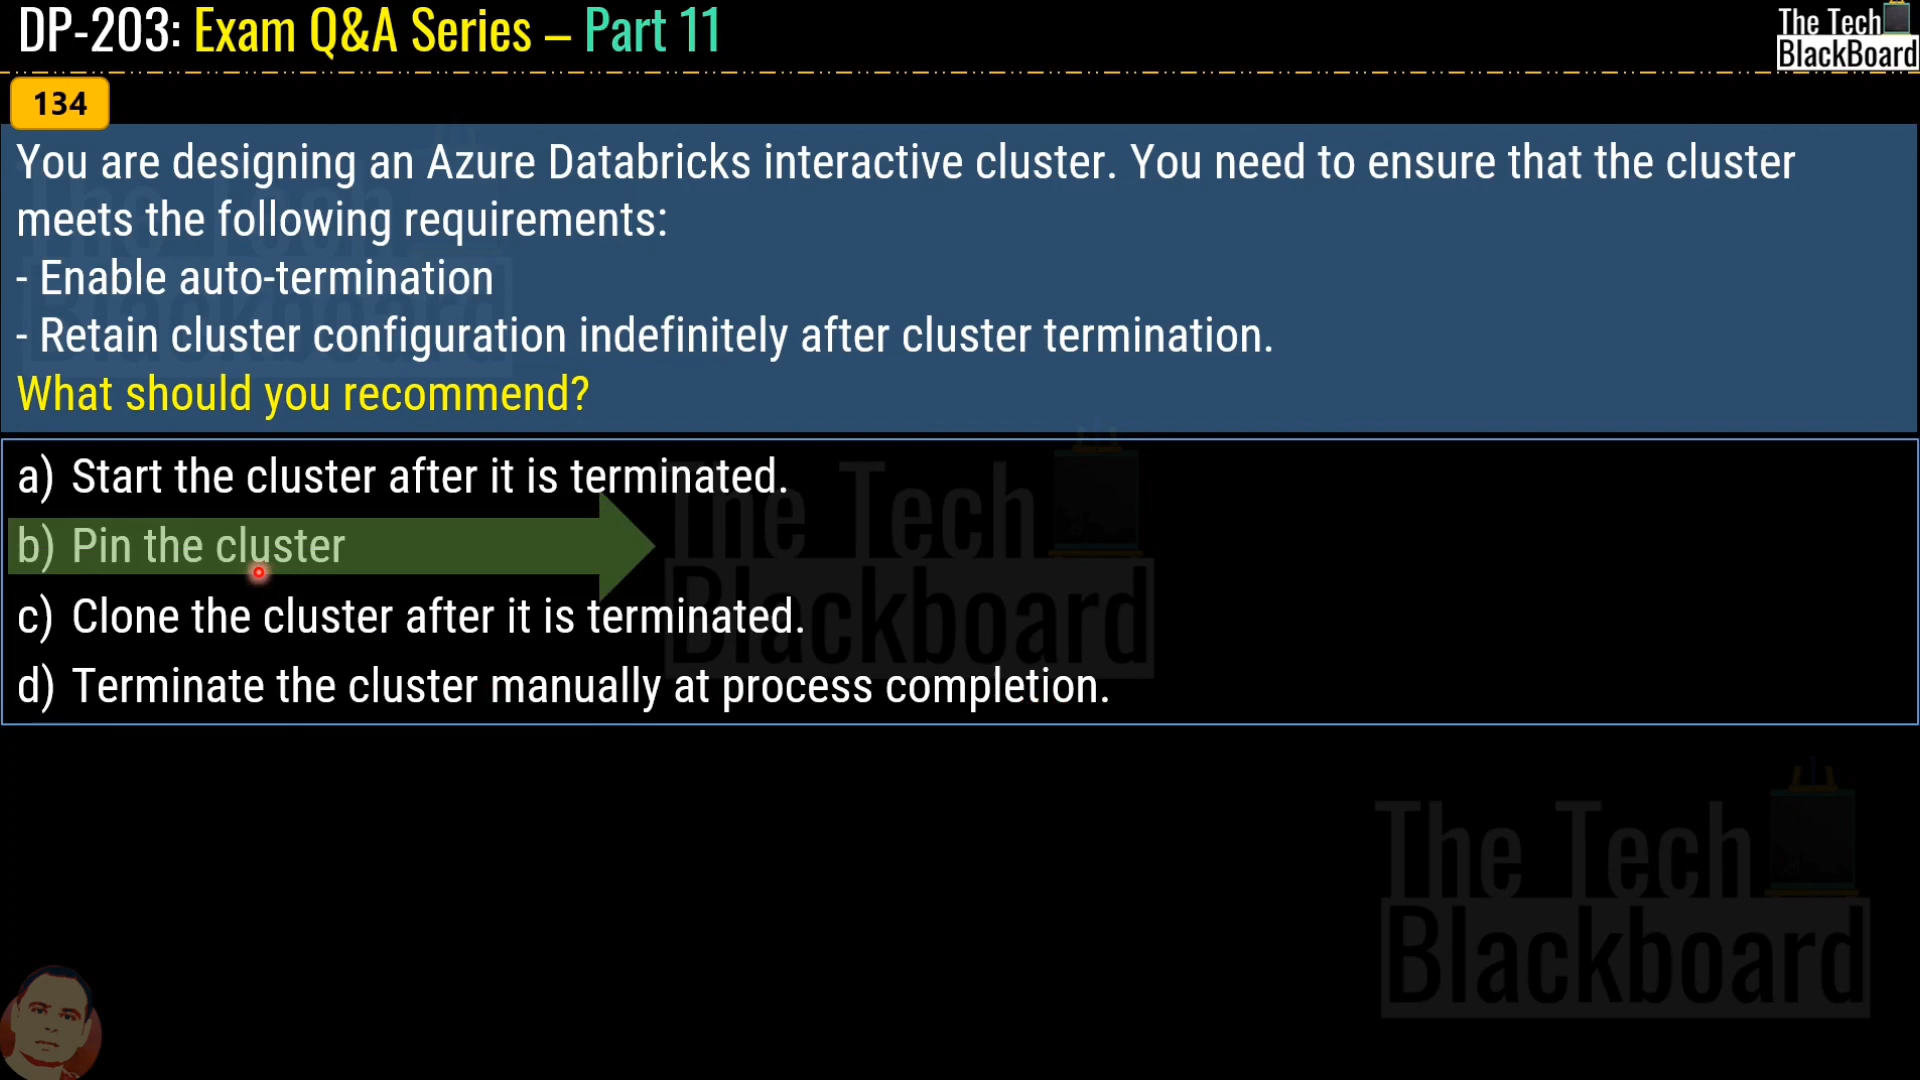 DP-203: Exam Q&A Series – Part 11
The Tech
BlackBoard
134
You are designing an Azure Databricks interactive cluster. You need to ensure that the cluster
meets the following requirements:
- Enable auto-termination
- Retain cluster configuration indefinitely after cluster termination.
What should you recommend?
a) Start the cluster after it is terminated.
b) Pin the cluster
c) Clone the cluster after it is terminated.
d) Terminate the cluster manually at process completion.
The Tech
Blackboard
The Tech
Blackboard
The Tech
Blackboard